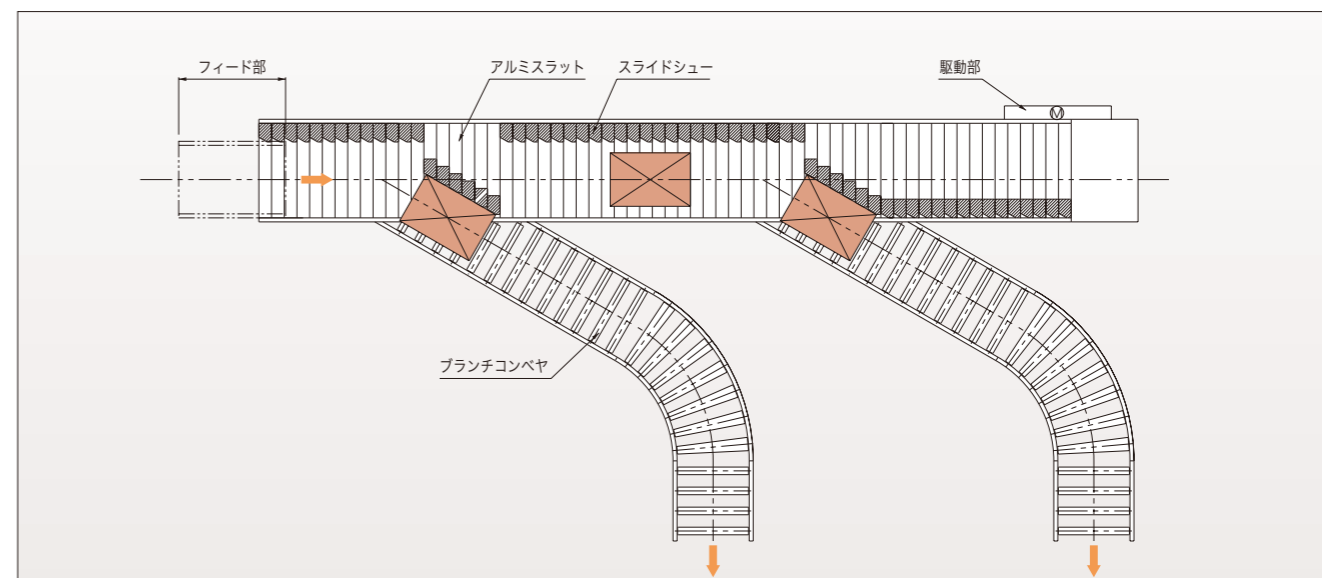 フィード部
アルミスラット
スライドシュー
駆動部
M
ブランチコンベヤ